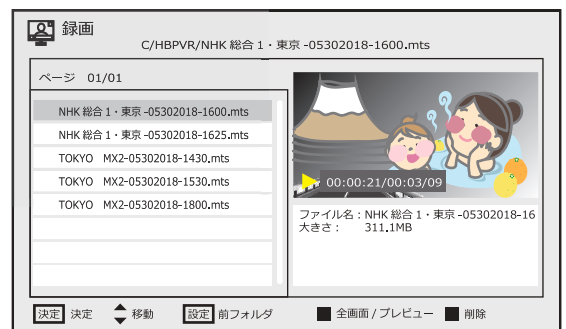 録画
C/HBPVR/NHK 総合 1・東京 -05302018-1600.mts
ページ 01/01
NHK 総合 1・東京 -05302018-1600.mts
NHK 総合 1・東京 -05302018-1625.mts
TOKYO MX2-05302018-1430.mts
TOKYO MX2-05302018-1530.mts
TOKYO MX2-05302018-1800.mts
00:00:21/00:03/09
ファイル名：NHK 総合 1・東京 -05302018-16
大きさ： 311.1MB
決定 決定 移動 設定 前フォルダ 全画面 / プレビュー 削除